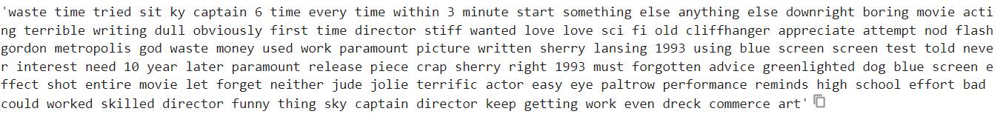 'waste time tried sit ky captain 6 time every time within 3 minute start something else anything else downright boring movie acti
ng terrible writing dull obviously first time director stiff wanted love love sci fi old cliffhanger appreciate attempt nod flash
gordon metropolis god waste money used work paramount picture written sherry lansing 1993 using blue screen screen test told neve
r interest need 10 year later paramount release piece crap sherry right 1993 must forgotten advice greenlighted dog blue screen e
ffect shot entire movie let forget neither jude jolie terrific actor easy eye paltrow performance reminds high school effort bad
could worked skilled director funny thing sky captain director keep getting work even dreck commerce art'